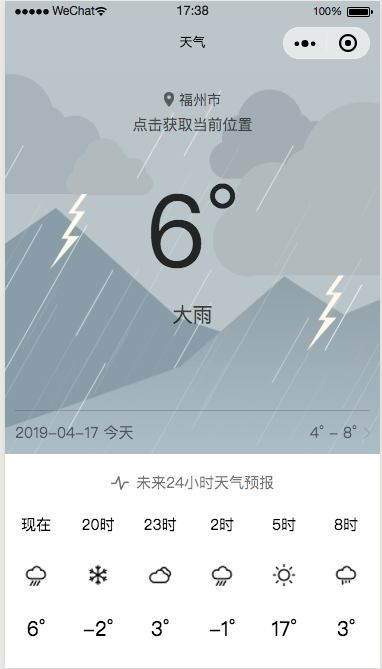 WeChat 17:38 100%
天气
福州市
点击获取当前位置
6°
大雨
2019-04-17 今天 4° - 8°
未来24小时天气预报
现在 20时 23时 2时 5时 8时
6° -2° 3° -1° 17° 3°